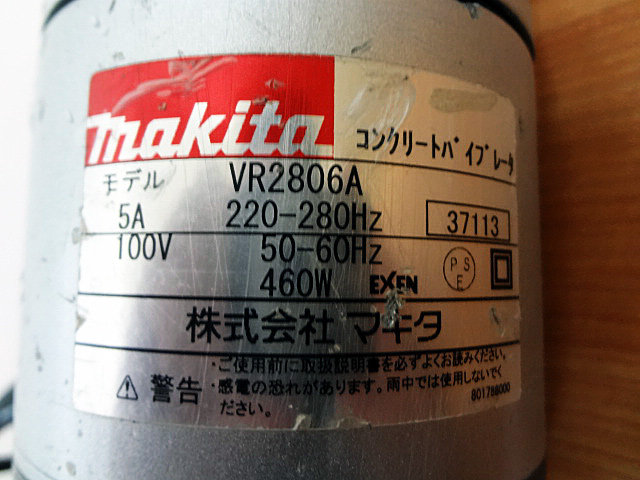 makita
コンクリートバイブレータ
モデル VR2806A
5A 220-280Hz 37113
100V 50-60Hz
460W EXEN PSE
株式会社 マキタ
警告
・ご使用前に取扱説明書を必ずよくお読みください。
・感電の恐れがあります。雨中では使用しないでください。
801788000